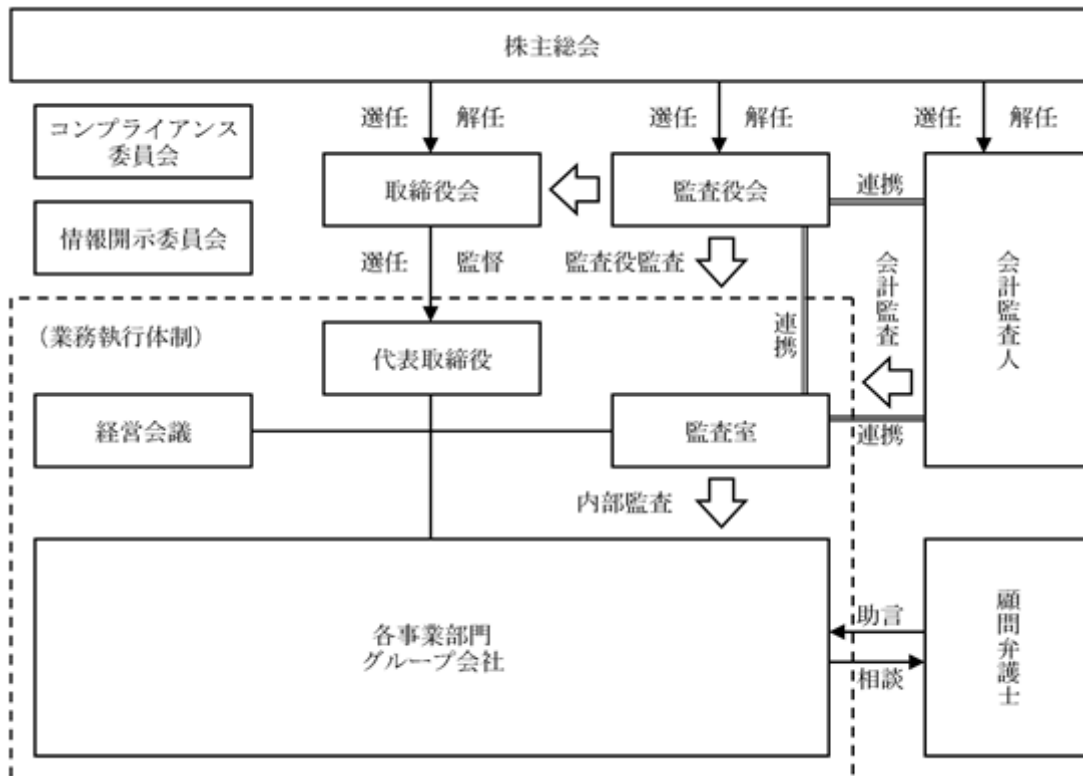 株主総会
コンプライアンス
委員会
選任
解任
選任
解任
選任
解任
取締役会
監査役会
連携
情報開示委員会
選任
監督
監査役監査
会計監査
会計監査人
（業務執行体制）
代表取締役
連携
経営会議
監査室
連携
内部監査
各事業部門
グループ会社
助言
相談
顧問弁護士